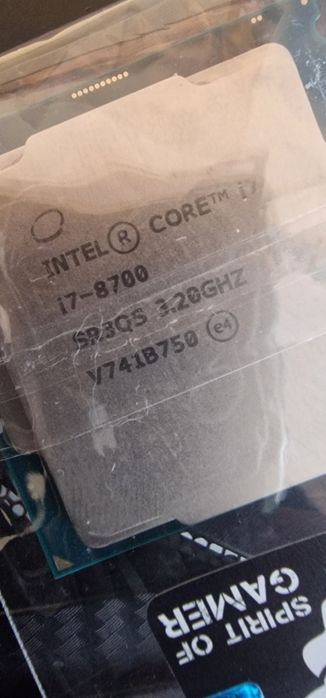 INTEL® CORE™ i7
i7-8700
SR3QS 3.20GHZ
V741B750 e4
SPIRIT OF
GAMER